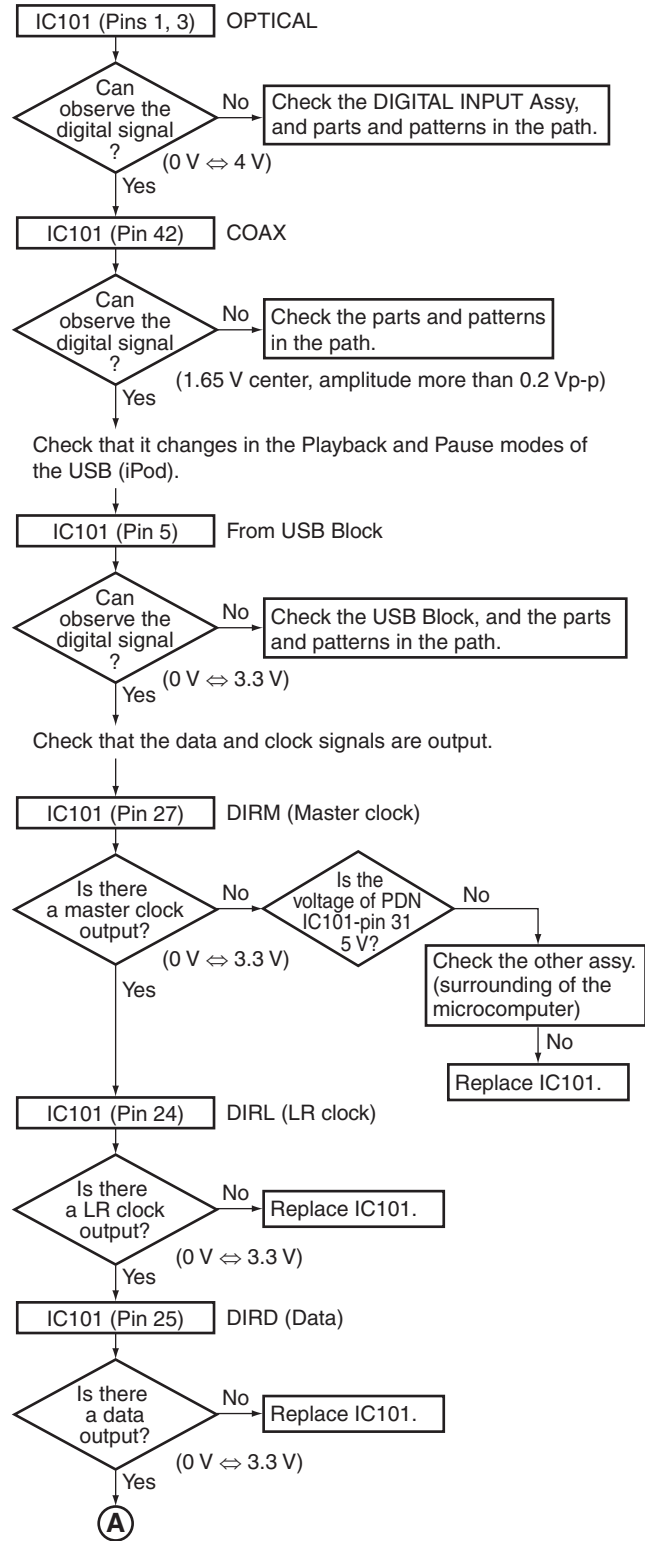 IC101 (Pins 1, 3) OPTICAL
Can
observe the
digital signal
?
No
Check the DIGITAL INPUT Assy,
and parts and patterns in the path.
(0 V ⇔ 4 V)
Yes
IC101 (Pin 42) COAX
Can
observe the
digital signal
?
No
Check the parts and patterns
in the path.
(1.65 V center, amplitude more than 0.2 Vp-p)
Yes
Check that it changes in the Playback and Pause modes of
the USB (iPod).
IC101 (Pin 5) From USB Block
Can
observe the
digital signal
?
No
Check the USB Block, and the parts
and patterns in the path.
(0 V ⇔ 3.3 V)
Yes
Check that the data and clock signals are output.
IC101 (Pin 27) DIRM (Master clock)
Is there
a master clock
output?
No
(0 V ⇔ 3.3 V)
Is the
voltage of PDN
IC101-pin 31
5 V?
No
Check the other assy.
(surrounding of the
microcomputer)
No
Replace IC101.
Yes
IC101 (Pin 24) DIRL (LR clock)
Is there
a LR clock
output?
No
Replace IC101.
(0 V ⇔ 3.3 V)
Yes
IC101 (Pin 25) DIRD (Data)
Is there
a data
output?
No
Replace IC101.
(0 V ⇔ 3.3 V)
Yes
A